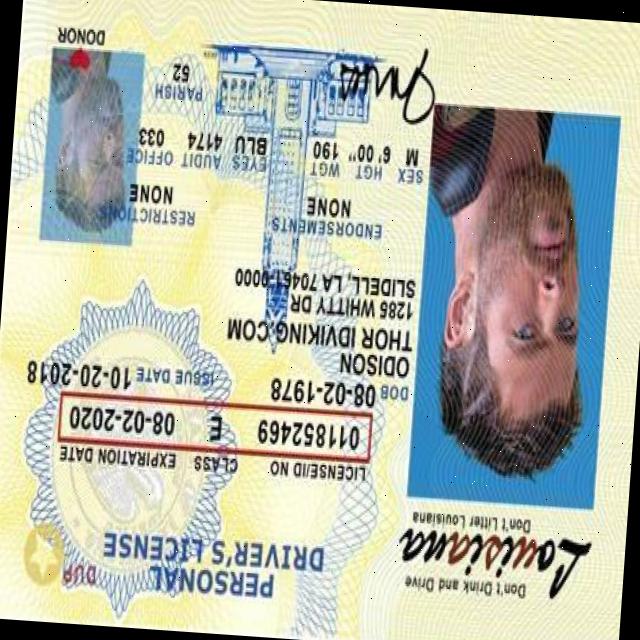 Don't Drink and Drive
Louisiana
Don't Litter Louisiana
PERSONAL
DRIVER'S LICENSE
DUP
LICENSE/ID NO. CLASS EXPIRATION DATE
011852469 E 08-02-2020
DOB 08-02-1978 ISSUE DATE 10-20-2018
ODISON
THOR IDVIKING.COM
1285 WHITTY DR
SLIDELL, LA 70461-0000
ENDORSEMENTS RESTRICTIONS
NONE NONE
SEX HGT WGT EYES AUDIT OFFICE
M 6' 00" 190 BLU 4174 033
PARISH
52
DONOR